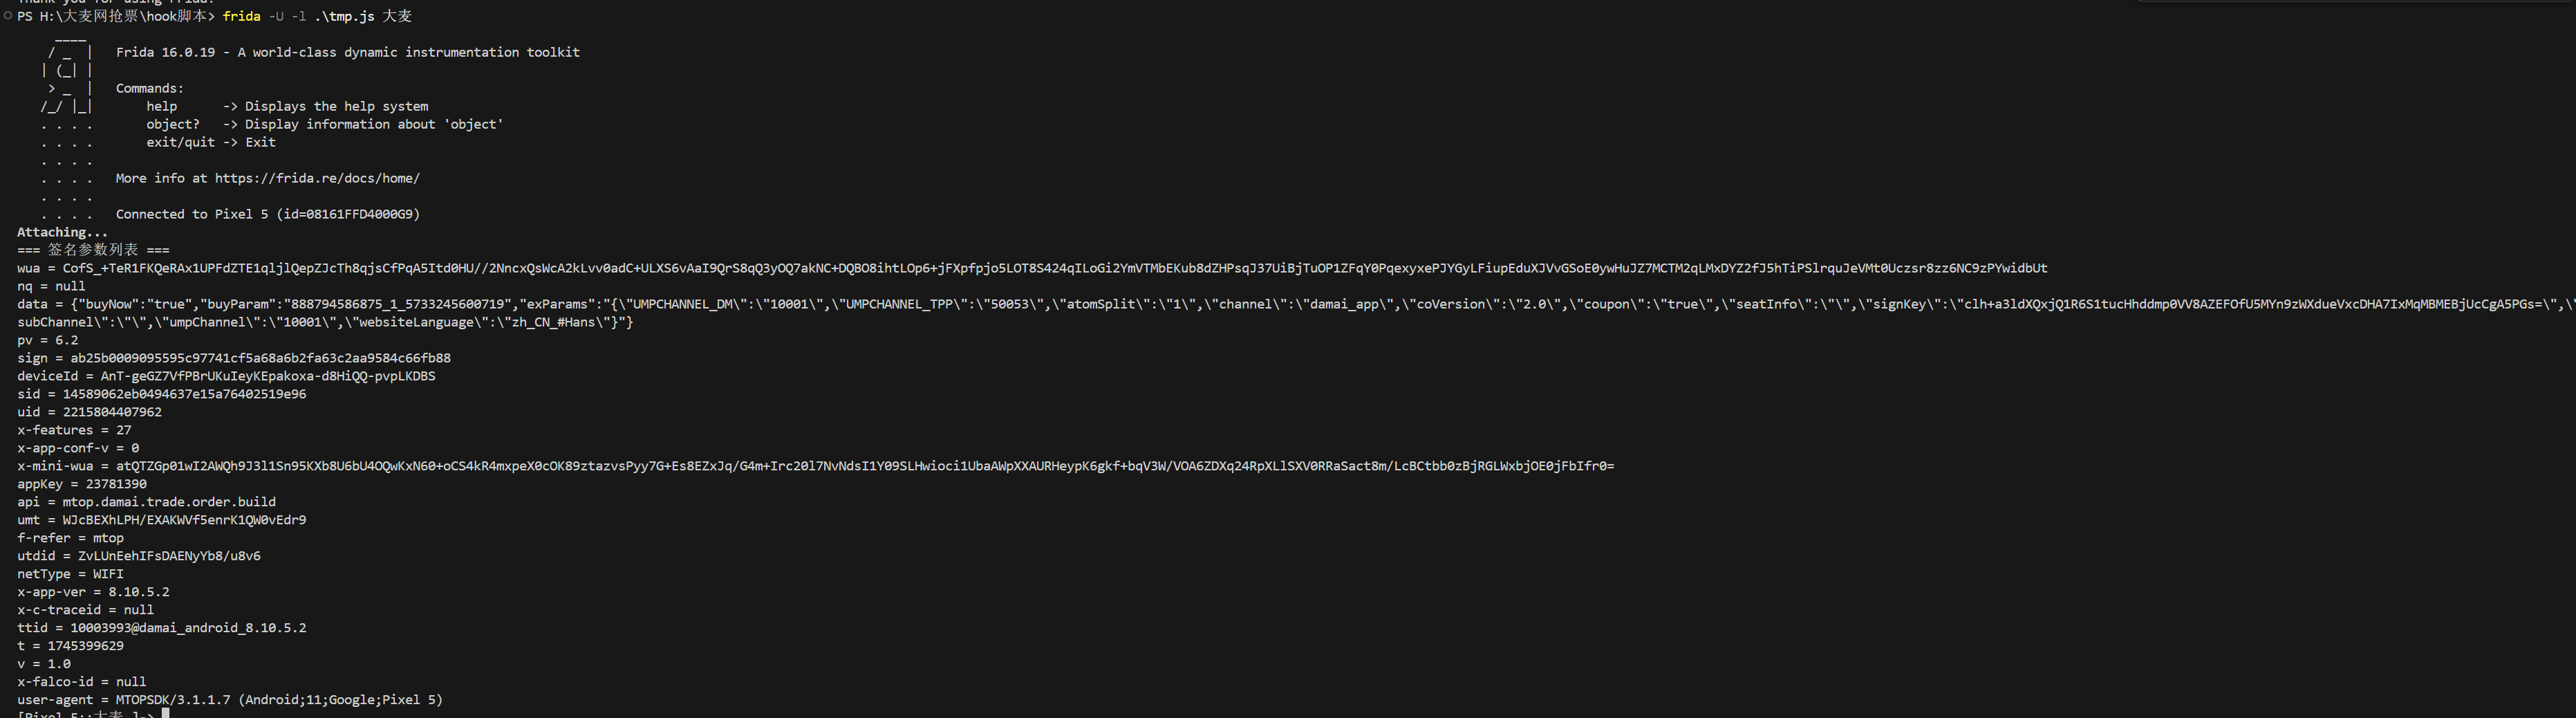 Thank you for using Frida!
PS H:\大麦网抢票\hook脚本> frida -U -l .\tmp.js 大麦
     ____
    / _  |   Frida 16.0.19 - A world-class dynamic instrumentation toolkit
   | (_| |
    > _  |   Commands:
   /_/ |_|       help      -> Displays the help system
   . . . .       object?   -> Display information about 'object'
   . . . .       exit/quit -> Exit
   . . . .
   . . . .   More info at https://frida.re/docs/home/
   . . . .
   . . . .   Connected to Pixel 5 (id=08161FFD4000G9)
Attaching...
=== 签名参数列表 ===
wua = CofS_+TeR1FKQeRAx1UPFdZTE1qljlQepZJcTh8qjsCfPqA5Itd0HU//2NncxQsWcA2kLvv0adC+ULXS6vAaI9QrS8qQ3yOQ7akNC+DQBO8ihtLOp6+jFXpfpjo5LOT8S424qILoGi2YmVTMbEKub8dZHPsqJ37UiBjTuOP1ZFqY0PqexyxePJYGyLFiupEduXJVvGSoE0ywHuJZ7MCTM2qLMxDYZ2fJ5hTiPSlrquJeVMt0Uczsr8zz6NC9zPYwidbUt
nq = null
data = {"buyNow":"true","buyParam":"888794586875_1_5733245600719","exParams":"{\"UMPCHANNEL_DM\":\"10001\",\"UMPCHANNEL_TPP\":\"50053\",\"atomSplit\":\"1\",\"channel\":\"damai_app\",\"coVersion\":\"2.0\",\"coupon\":\"true\",\"seatInfo\":\"\",\"signKey\":\"clh+a3ldXQxjQ1R6S1tucHhddmp0VV8AZEFOfU5MYn9zWXdueVxcDHA7IxMqMBMEBjUcCgA5PGs=\",\"
subChannel\":\"\",\"umpChannel\":\"10001\",\"websiteLanguage\":\"zh_CN_#Hans\"}"}
pv = 6.2
sign = ab25b0009095595c97741cf5a68a6b2fa63c2aa9584c66fb88
deviceId = AnT-geGZ7VfPBrUKuIeyKEpakoxa-d8HiQQ-pvpLKDBS
sid = 14589062eb0494637e15a76402519e96
uid = 2215804407962
x-features = 27
x-app-conf-v = 0
x-mini-wua = atQTZGp01wI2AWQh9J3l1Sn95KXb8U6bU4OQwKxN60+oCS4kR4mxpeX0cOK89ztazvsPyy7G+Es8EZxJq/G4m+Irc20l7NvNdsI1Y09SLHwioci1UbaAWpXXAURHeypK6gkf+bqV3W/VOA6ZDXq24RpXLlSXV0RRaSact8m/LcBCtbb0zBjRGLWxbjOE0jFbIfr0=
appKey = 23781390
api = mtop.damai.trade.order.build
umt = WJcBEXhLPH/EXAKWVf5enrK1QW0vEdr9
f-refer = mtop
utdid = ZvLUnEehIFsDAENyYb8/u8v6
netType = WIFI
x-app-ver = 8.10.5.2
x-c-traceid = null
ttid = 10003993@damai_android_8.10.5.2
t = 1745399629
v = 1.0
x-falco-id = null
user-agent = MTOPSDK/3.1.1.7 (Android;11;Google;Pixel 5)
[Pixel 5::大麦 ]->